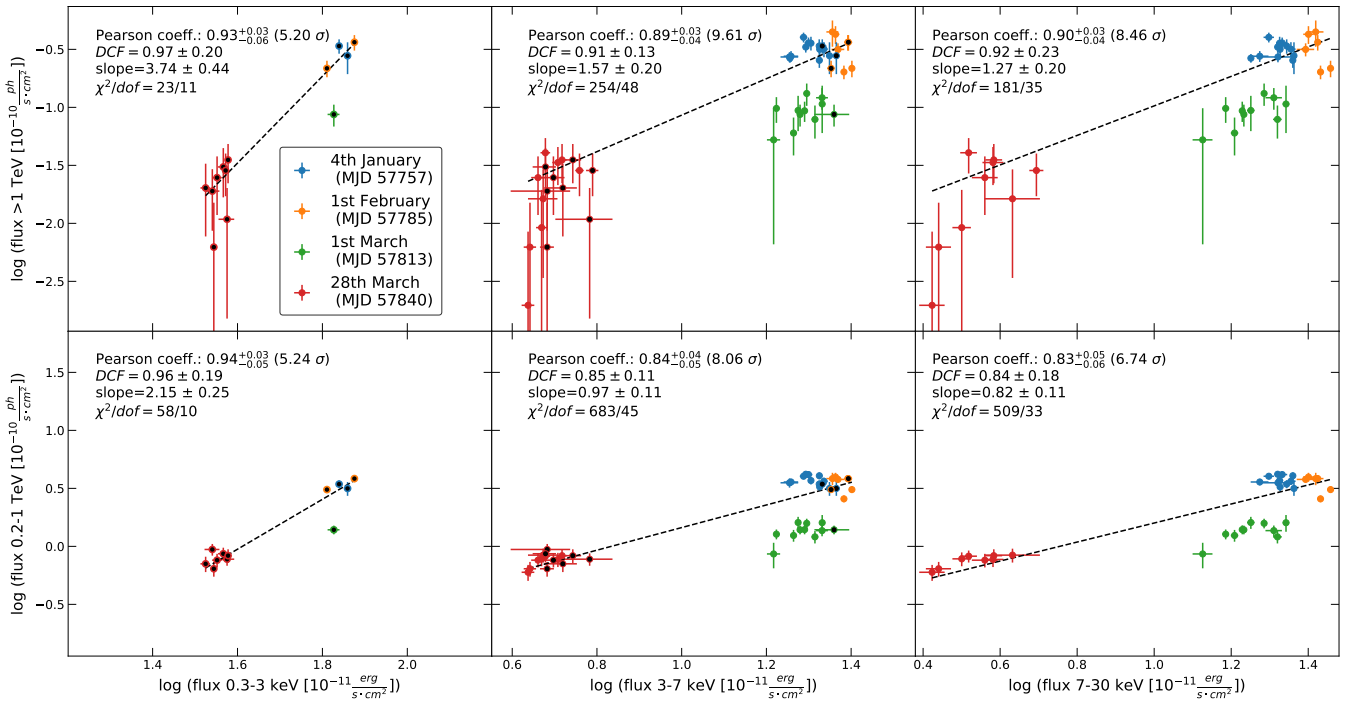 Pearson coeff.: 0.93^{+0.03}_{-0.06} (5.20 σ)
DCF = 0.97 ± 0.20
slope=3.74 ± 0.44
χ²/dof = 23/11
Pearson coeff.: 0.89^{+0.03}_{-0.04} (9.61 σ)
DCF = 0.91 ± 0.13
slope=1.57 ± 0.20
χ²/dof = 254/48
Pearson coeff.: 0.90^{+0.03}_{-0.04} (8.46 σ)
DCF = 0.92 ± 0.23
slope=1.27 ± 0.20
χ²/dof = 181/35
log (flux >1 TeV [10⁻¹⁰ ph/s·cm²])
−0.5
−1.0
−1.5
−2.0
−2.5
4th January
(MJD 57757)
1st February
(MJD 57785)
1st March
(MJD 57813)
28th March
(MJD 57840)
Pearson coeff.: 0.94^{+0.03}_{-0.05} (5.24 σ)
DCF = 0.96 ± 0.19
slope=2.15 ± 0.25
χ²/dof = 58/10
Pearson coeff.: 0.84^{+0.04}_{-0.05} (8.06 σ)
DCF = 0.85 ± 0.11
slope=0.97 ± 0.11
χ²/dof = 683/45
Pearson coeff.: 0.83^{+0.05}_{-0.06} (6.74 σ)
DCF = 0.84 ± 0.18
slope=0.82 ± 0.11
χ²/dof = 509/33
log (flux 0.2-1 TeV [10⁻¹⁰ ph/s·cm²])
1.5
1.0
0.5
0.0
−0.5
1.4 1.6 1.8 2.0
0.6 0.8 1.0 1.2 1.4
0.4 0.6 0.8 1.0 1.2 1.4
log (flux 0.3-3 keV [10⁻¹¹ erg/s·cm²])
log (flux 3-7 keV [10⁻¹¹ erg/s·cm²])
log (flux 7-30 keV [10⁻¹¹ erg/s·cm²])